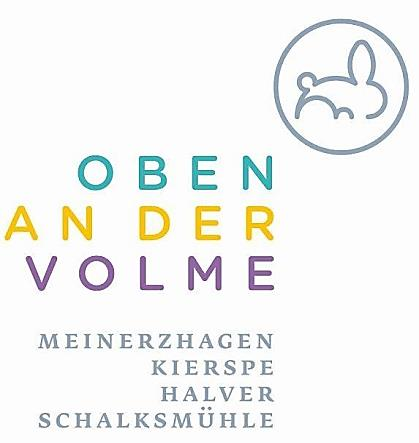 OBEN
AN DER
VOLME
MEINERZHAGEN
KIERSPE
HALVER
SCHALKSMÜHLE